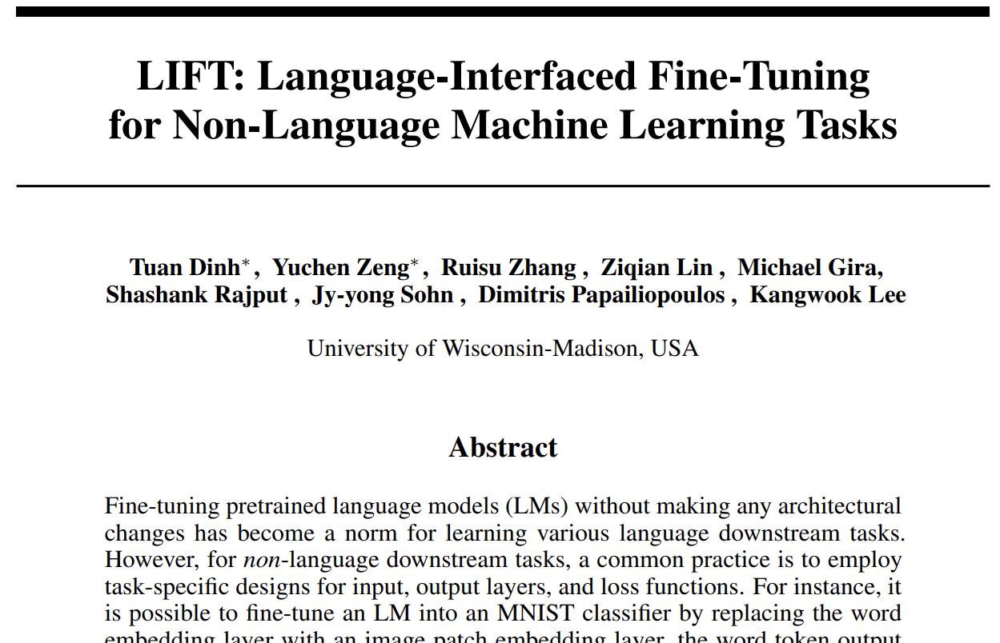 LIFT: Language-Interfaced Fine-Tuning
for Non-Language Machine Learning Tasks
Tuan Dinh*, Yuchen Zeng*, Ruisu Zhang , Ziqian Lin , Michael Gira,
Shashank Rajput , Jy-yong Sohn , Dimitris Papailiopoulos , Kangwook Lee
University of Wisconsin-Madison, USA
Abstract
Fine-tuning pretrained language models (LMs) without making any architectural
changes has become a norm for learning various language downstream tasks.
However, for non-language downstream tasks, a common practice is to employ
task-specific designs for input, output layers, and loss functions. For instance, it
is possible to fine-tune an LM into an MNIST classifier by replacing the word
embedding layer with an image patch embedding layer, the word token output